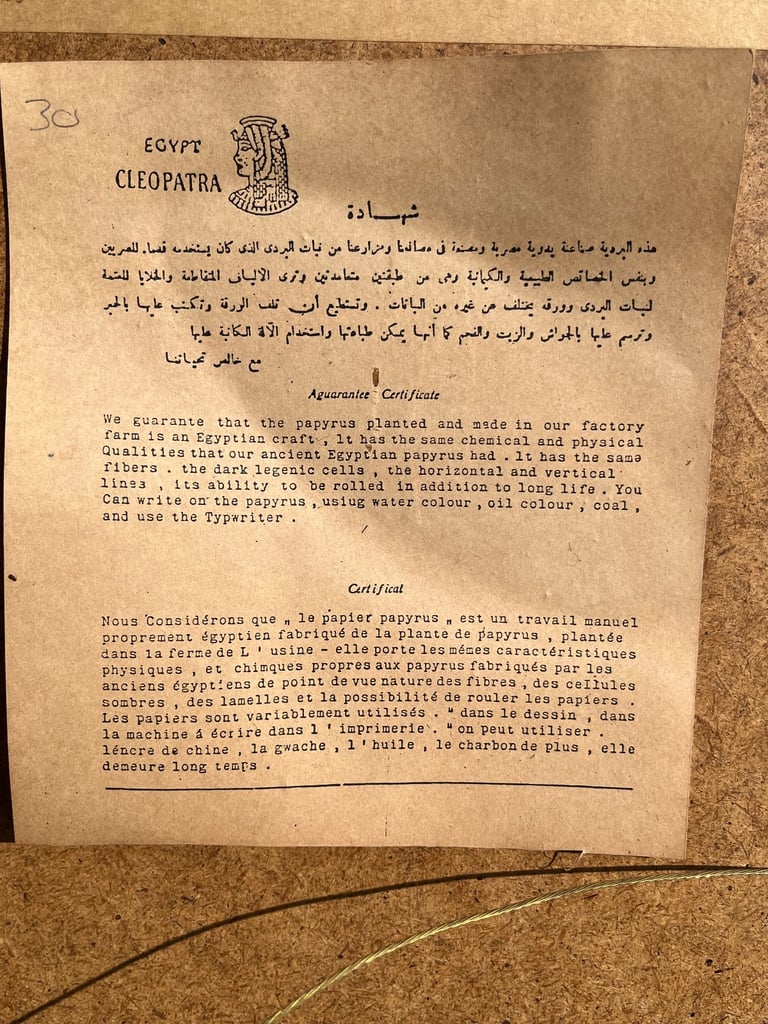 30
EGYPT
CLEOPATRA
شهادة
هذه البردية صناعة يدوية مصرية ومصنعة فى مصانعنا ومزارعنا من نبات البردى الذى كان يستخدمه قدماء المصريين
وبنفس الخصائص الطبيعية والكيمائية وهى من طبقتين متعامدتين وترى الألياف المتقاطعة والخلايا المعتمة
لنبات البردى وورقه يختلف عن غيره من النباتات . وتستطيع أن تلف الورقة وتكتب عليها بالحبر
وترسم عليها بالجواش والزيت والفحم كما أنها يمكن طباعتها واستخدام الآلة الكاتبة عليها
مع خالص تحياتنا
Aguarantee Certificate
We guarante that the papyrus planted and made in our factory
farm is an Egyptian craft , lt has the same chemical and physical
Qualities that our ancient Egyptian papyrus had . lt has the same
fibers . the dark legenic cells , the horizontal and vertical
lines , its ability to be rolled in addition to long life . You
Can write on the papyrus , usiug water colour , oil colour , coal ,
and use the Typwriter .
Certifical
Nous Considérons que „ le papier papyrus „ est un travail manuel
proprement égyptien fabriqué de la plante de papyrus , plantée
dans la ferme de L ' usine - elle porte les mémes caractéristiques
physiques , et chimques propres aux papyrus fabriqués par les
anciens égyptiens de point de vue nature des fibres , des cellules
sombres , des lamelles et la possibilité de rouler les papiers .
Les papiers sont variablement utilisés . " dans le dessin , dans
la machine á écrire dans l ' imprimerie . " on peut utiliser .
léncre de chine , la gwache , l ' huile , le charbon de plus , elle
demeure long temps .